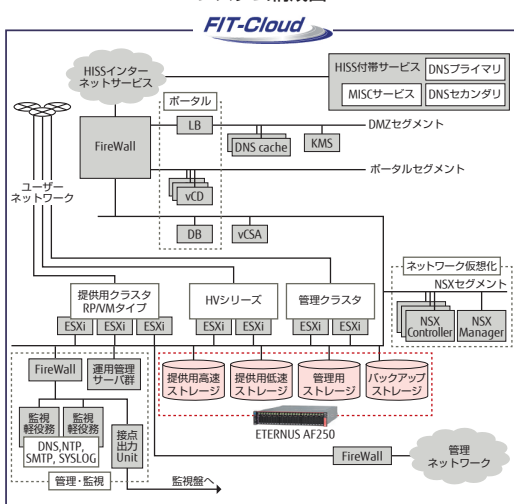 FIT-Cloud
HISSインター
ネットサービス
HISS付帯サービス
DNSプライマリ
MISCサービス
DNSセカンダリ
ポータル
LB
DMZセグメント
FireWall
DNS cache
KMS
ポータルセグメント
ユーザー
ネットワーク
vCD
DB
vCSA
ネットワーク仮想化
NSXセグメント
提供用クラスタ
RP/VMタイプ
HVシリーズ
管理クラスタ
ESXi
ESXi
ESXi
ESXi
ESXi
ESXi
ESXi
NSX
Controller
NSX
Manager
FireWall
運用管理
サーバ群
提供用高速
ストレージ
提供用低速
ストレージ
管理用
ストレージ
バックアップ
ストレージ
監視
軽役務
監視
軽役務
DNS,NTP,
SMTP, SYSLOG
接点
出力
Unit
ETERNUS AF250
管理・監視
監視盤へ
FireWall
管理
ネットワーク